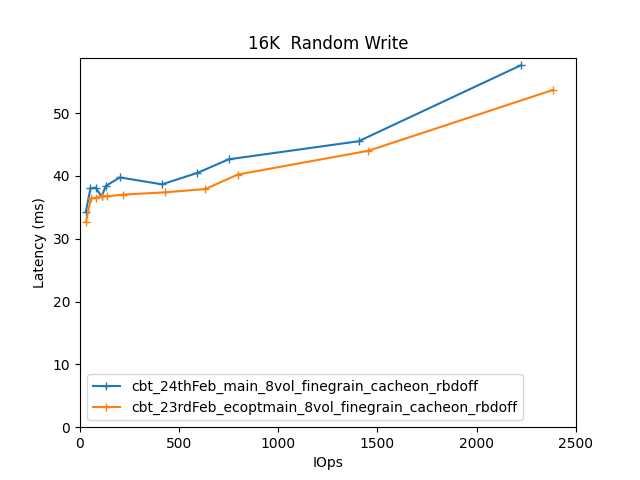 16K  Random Write
Latency (ms)
50
40
30
20
10
0
0 500 1000 1500 2000 2500
IOps
cbt_24thFeb_main_8vol_finegrain_cacheon_rbdoff
cbt_23rdFeb_ecoptmain_8vol_finegrain_cacheon_rbdoff